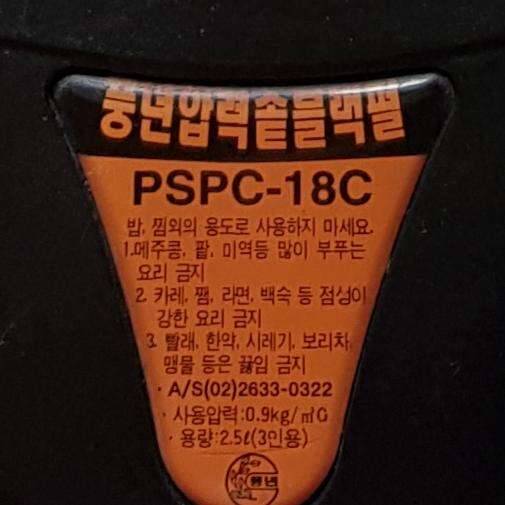 풍년압력솥블랙펄
PSPC-18C
밥, 찜외의 용도로 사용하지 마세요.
1.메주콩, 팥, 미역등 많이 부푸는
요리 금지
2. 카레, 쨈, 라면, 백숙 등 점성이
강한 요리 금지
3. 빨래, 한약, 시레기, 보리차,
맹물 등은 끓임 금지
· A/S(02)2633-0322
· 사용압력:0.9kg/㎠G
· 용량:2.5ℓ(3인용)
풍년